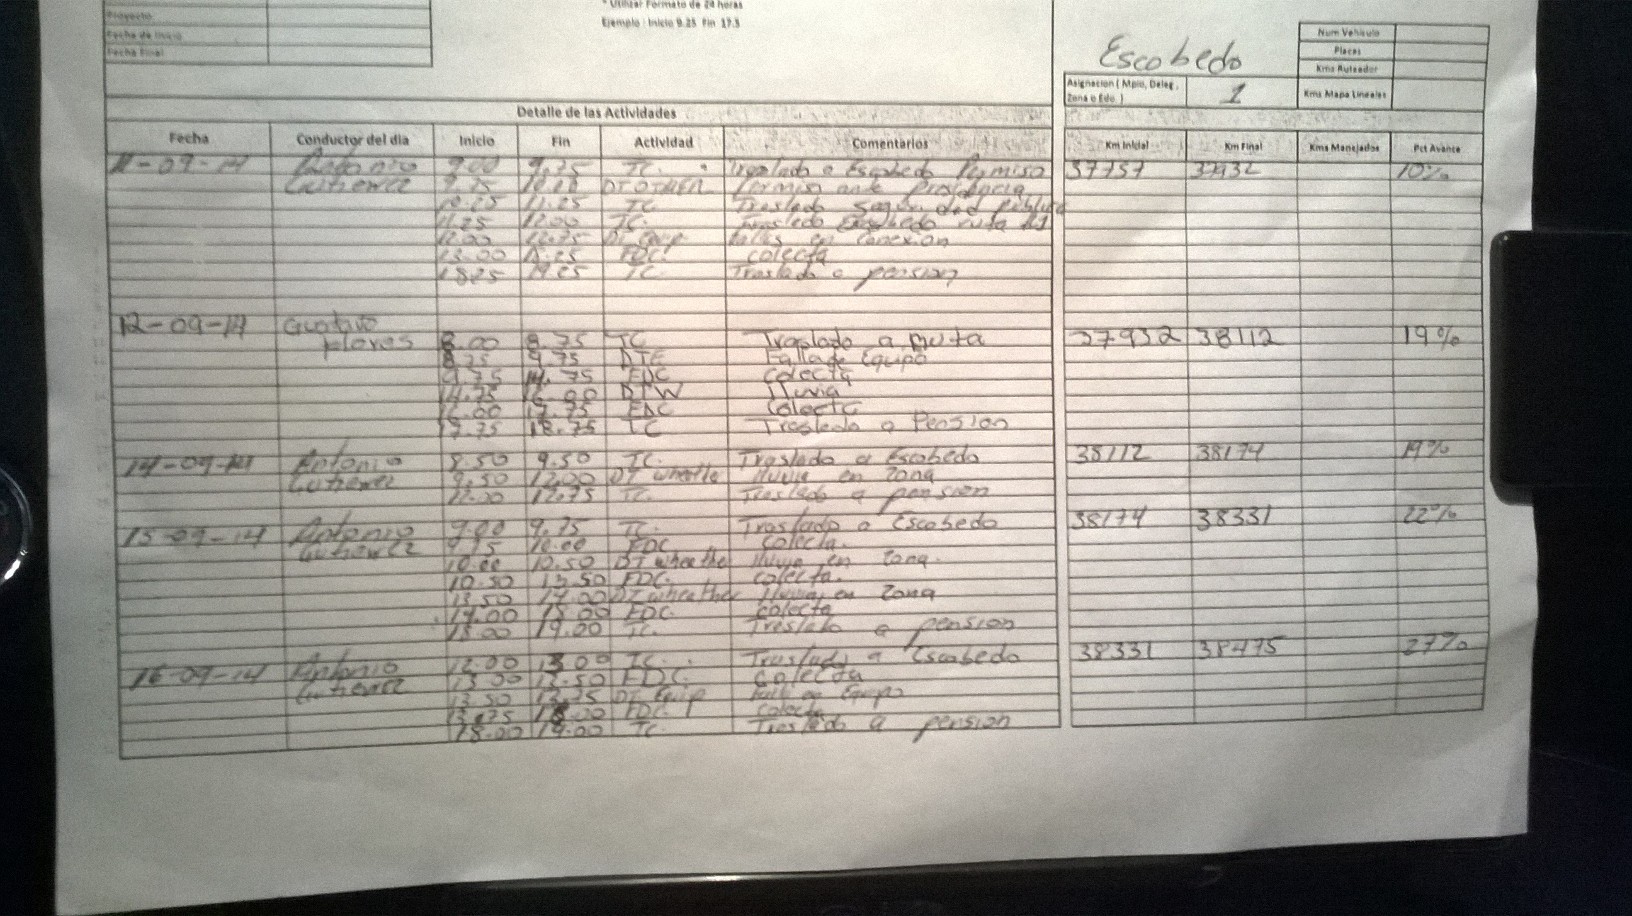 * Utilizar Formato de 24 horas
Proyecto
Ejemplo : Inicio 9.25 Fin 17.5
Fecha de Inicio
Fecha Final
Escobedo
Num Vehiculo
Placas
Kms Ruteador
Kms Mapa Lineales
Asignacion ( Mpio, Deleg ,
Zona o Edo. )
1
Detalle de las Actividades
Fecha Conductor del dia Inicio Fin Actividad Comentarios Km Inicial Km Final Kms Manejados Pct Avance
11-09-14 Antonio 9.00 9.75 TC. Traslado a Escobedo Permiso 37757 37932 10%
Gutierrez 9.75 DT OTHER Permiso ante Presidencia
10.25 11.25 TC Traslado Seguridad Publica
11.25 12.00 TC. Traslado Escobedo ruta
12.00 12.75 DT Equip fallas en conexion
13.00 18.25 FDC. colecta
18.25 19.25 TC Traslado a pension
12-09-14 Gustavo
Flores 8.00 8.75 TC Traslado a Ruta 37932 38112 19%
8.75 9.75 DTE Falla de Equipo
9.75 14.75 FDC Colecta
14.75 16.00 DTW lluvia
16.00 17.75 FDC Colecta
17.75 18.75 TC Traslado a Pension
14-09-14 Antonio 8.50 9.50 TC. Traslado a Escobedo 38112 38174 19%
Gutierrez 9.50 12.00 DT wheathe lluvia en zona
12.00 12.75 TC. Traslado a pension
15-09-14 Antonio 9.00 9.75 TC. Traslado a Escobedo 38174 38331 22%
Gutierrez 9.75 10.00 FDC colecta.
10.00 10.50 DT wheathe lluvia en zona.
10.50 13.50 FDC. colecta.
13.50 14.00 DT wheather lluvia en zona
14.00 18.00 FDC. colecta
18.00 19.00 TC. Traslado a pension
16-09-14 Antonio 12.00 13.00 TC. Traslado a Escobedo 38331 38475 27%
Gutierrez 13.00 13.50 FDC. colecta
13.50 13.75 DT Equip falla en Equipo
13.75 18.00 FDC colecta
18.00 19.00 TC. Traslado a pension